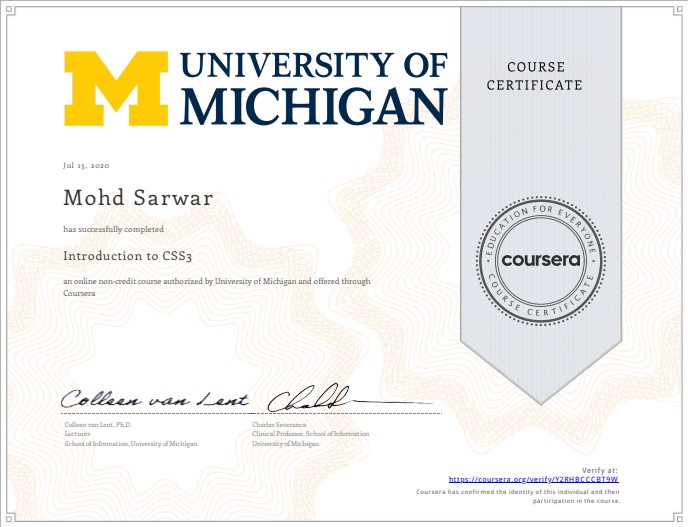 UNIVERSITY OF
MICHIGAN
COURSE
CERTIFICATE
Jul 13, 2020
Mohd Sarwar
has successfully completed
Introduction to CSS3
an online non-credit course authorized by University of Michigan and offered through
Coursera
EDUCATION FOR EVERYONE
coursera
COURSE CERTIFICATE
Colleen van Lent
Colleen van Lent, Ph.D.
Lecturer
School of Information, University of Michigan
Charles Severance
Clinical Professor, School of Information
University of Michigan
Verify at:
https://coursera.org/verify/Y2RHBCCCBT9W
Coursera has confirmed the identity of this individual and their
participation in the course.